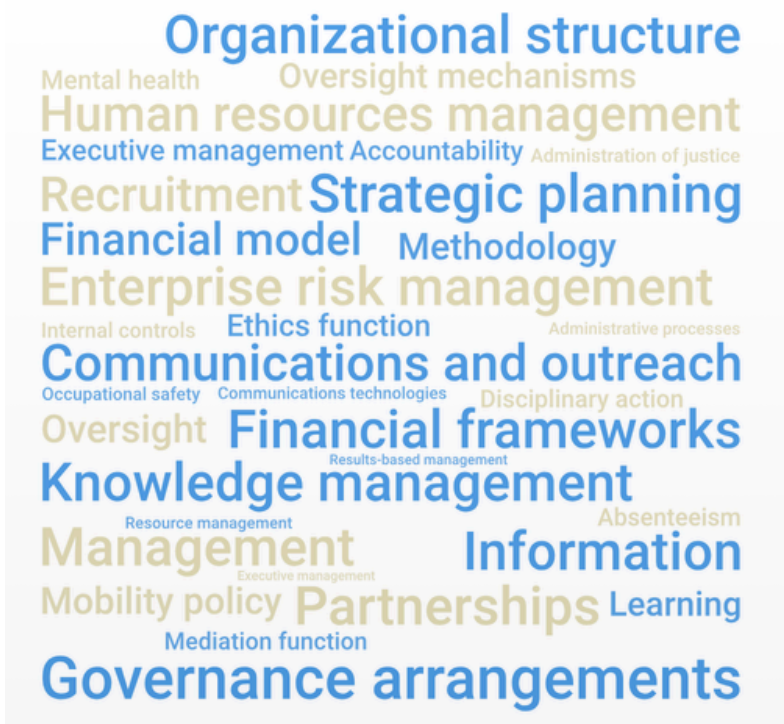 Organizational structure
Mental health Oversight mechanisms
Human resources management
Executive management Accountability Administration of justice
Recruitment Strategic planning
Financial model Methodology
Enterprise risk management
Internal controls Ethics function Administrative processes
Communications and outreach
Occupational safety Communications technologies Disciplinary action
Oversight Financial frameworks
Results-based management
Knowledge management
Resource management Absenteeism
Management Information
Executive management
Mobility policy Partnerships Learning
Mediation function
Governance arrangements